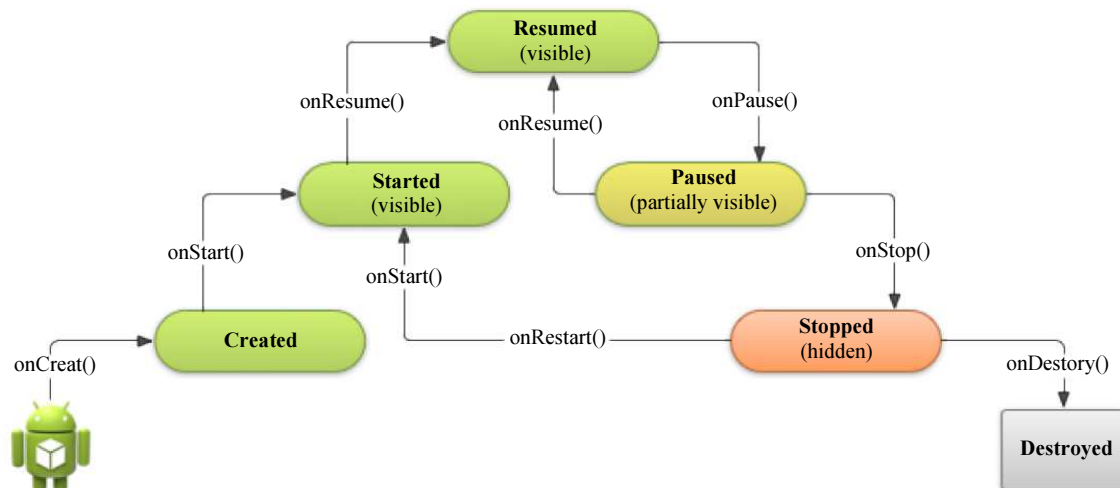 Resumed
(visible)
onResume()
onResume()
onPause()
Started
(visible)
Paused
(partially visible)
onStart()
onStart()
onStop()
Created
onRestart()
Stopped
(hidden)
onCreat()
onDestory()
Destroyed